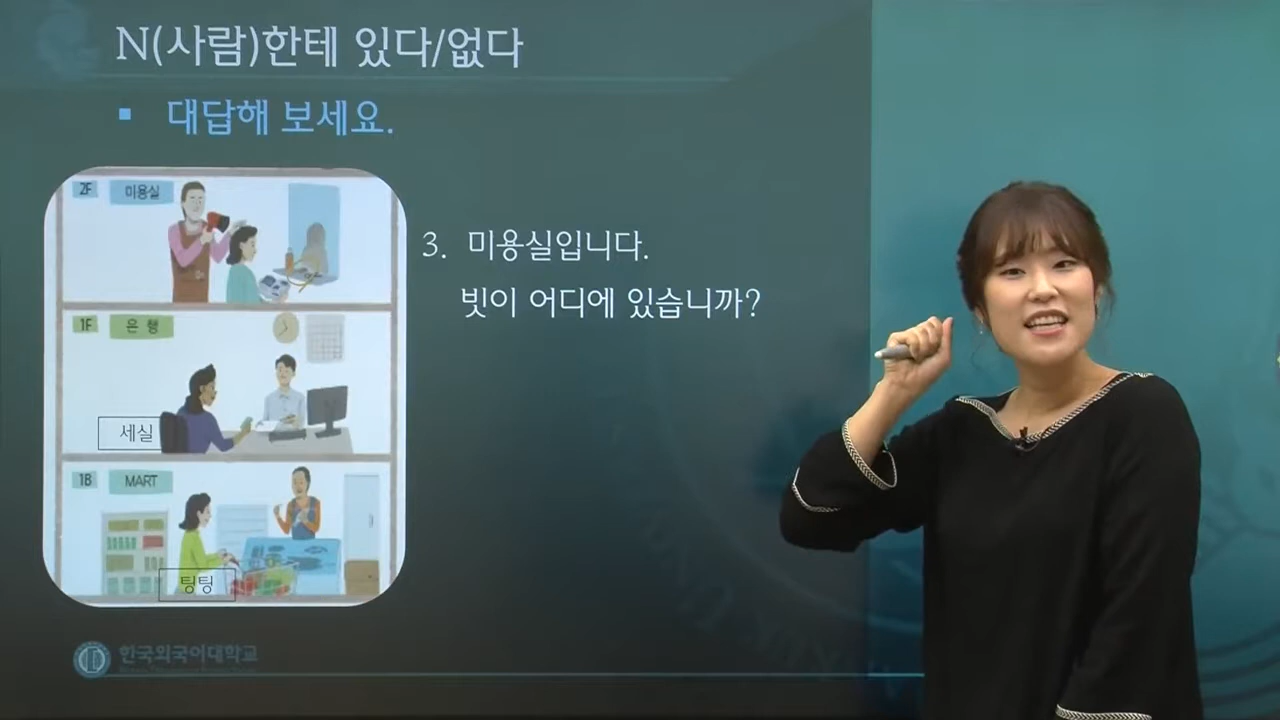 N(사람)한테 있다/없다
▪ 대답해 보세요.
2F 미용실
3. 미용실입니다.
빗이 어디에 있습니까?
1F 은 행
세실
1B MART
팅팅
한국외국어대학교